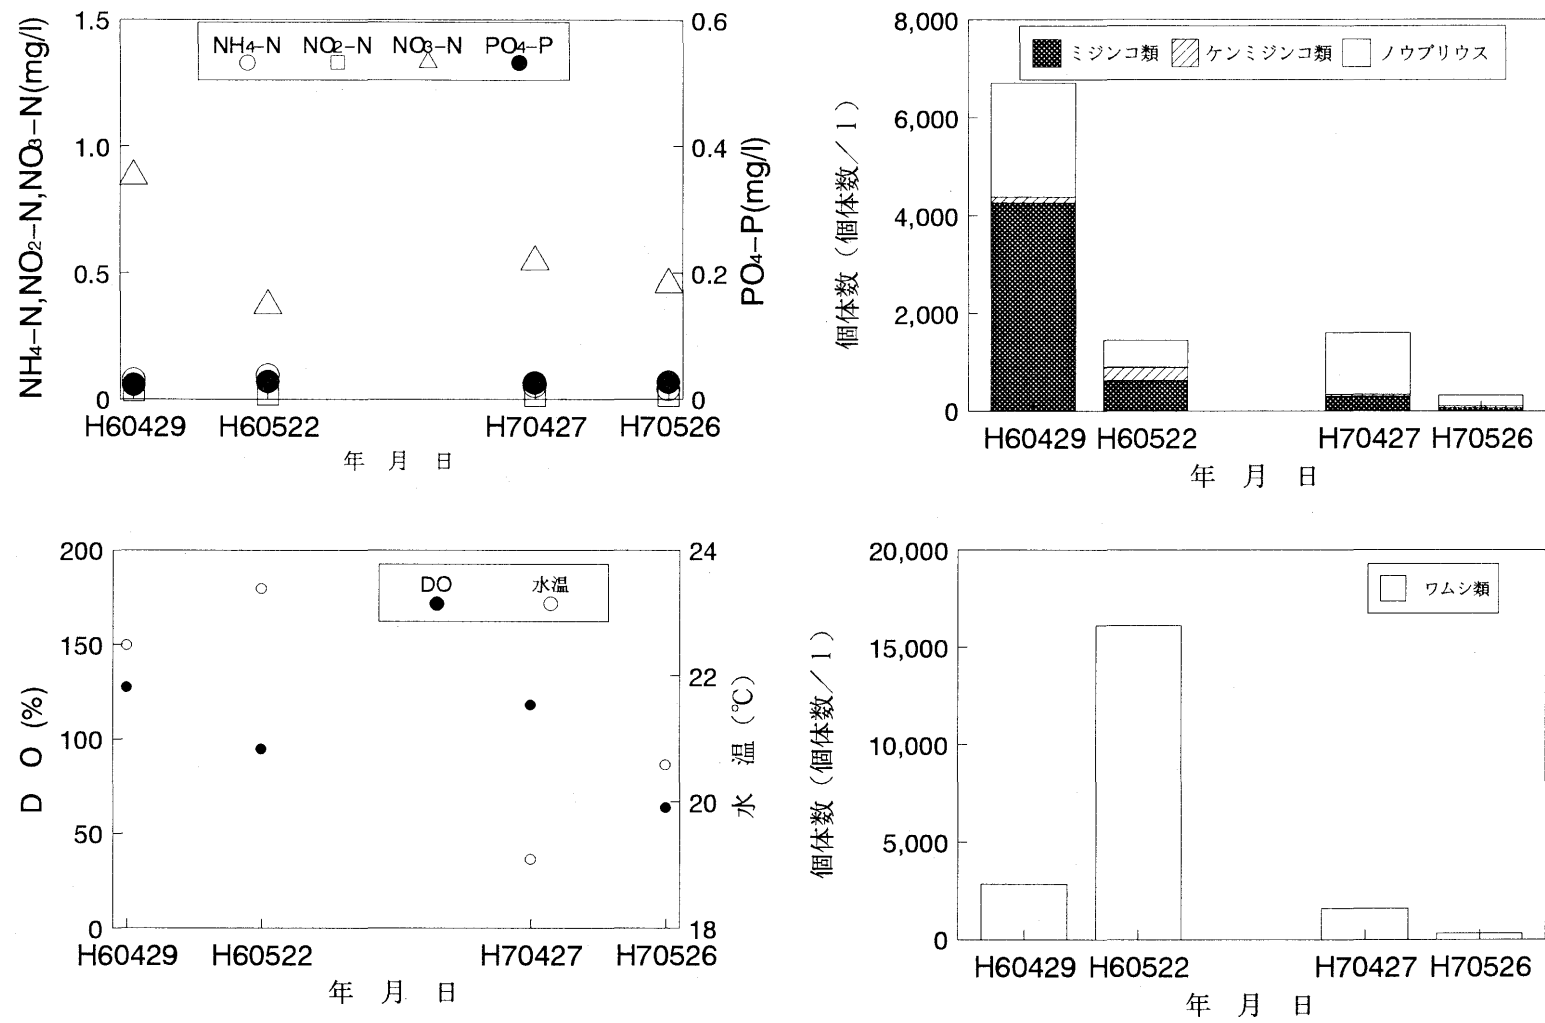 NH4-N,NO2-N,NO3-N(mg/l)
1.5
1.0
0.5
0
NH4-N NO2-N NO3-N PO4-P
0.6
0.4
0.2
0
PO4-P(mg/l)
H60429 H60522 H70427 H70526
年 月 日
個体数(個体数/l)
8,000
6,000
4,000
2,000
0
ミジンコ類 ケンミジンコ類 ノウプリウス
H60429 H60522 H70427 H70526
年 月 日
D O (%)
200
150
100
50
0
DO 水温
24
22
20
18
水 温 (℃)
H60429 H60522 H70427 H70526
年 月 日
個体数(個体数/l)
20,000
15,000
10,000
5,000
0
ワムシ類
H60429 H60522 H70427 H70526
年 月 日